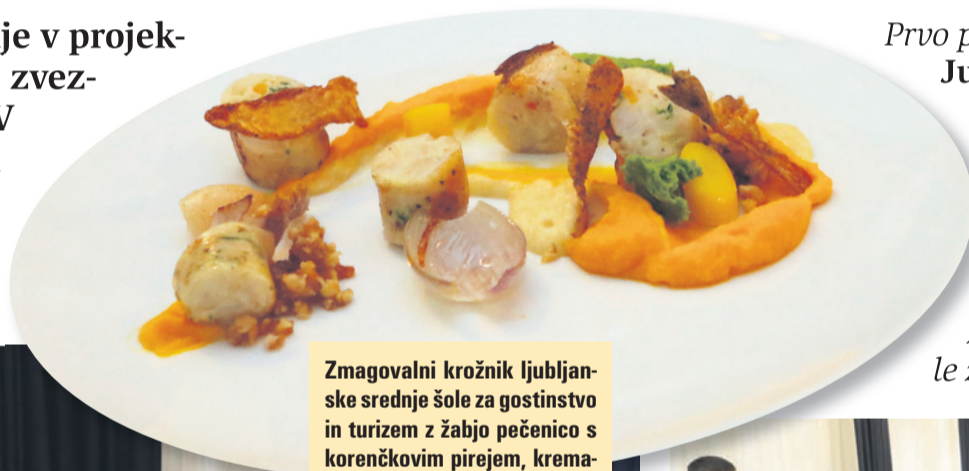 je v projek-
zvez-
V
Prvo p
Ju
le
Zmagovalni krožnik ljubljan-
ske srednje šole za gostinstvo
in turizem z žabjo pečenico s
korenčkovim pirejem, krema-